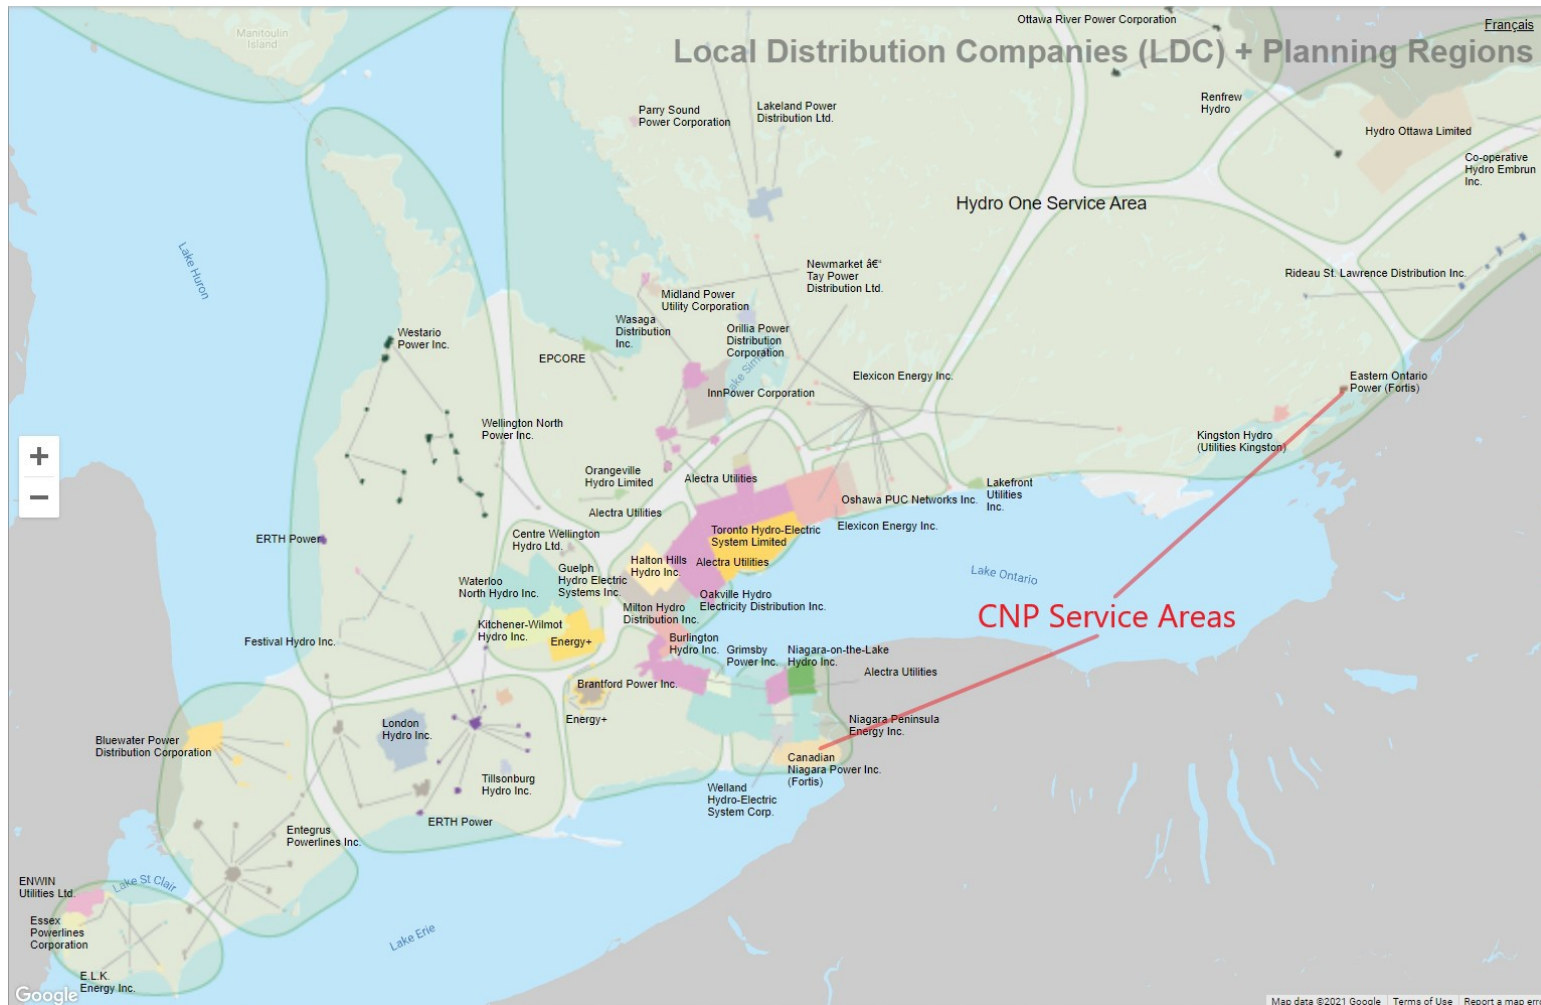 Ottawa River Power Corporation
Français
Local Distribution Companies (LDC) + Planning Regions
Manitoulin
Island
Parry Sound
Power Corporation
Lakeland Power
Distribution Ltd.
Renfrew
Hydro
Hydro Ottawa Limited
Co-operative
Hydro Embrun
Inc.
Hydro One Service Area
Lake Huron
Newmarket â€“
Tay Power
Distribution Ltd.
Rideau St. Lawrence Distribution Inc.
Midland Power
Utility Corporation
Wasaga
Distribution
Inc.
Orillia Power
Distribution
Corporation
Westario
Power Inc.
EPCORE
Lake Sim
Elexicon Energy Inc.
Eastern Ontario
Power (Fortis)
InnPower Corporation
Wellington North
Power Inc.
Kingston Hydro
(Utilities Kingston)
+
−
Orangeville
Hydro Limited
Alectra Utilities
Lakefront
Utilities
Inc.
Oshawa PUC Networks Inc.
Alectra Utilities
Elexicon Energy Inc.
ERTH Power
Centre Wellington
Hydro Ltd.
Toronto Hydro-Electric
System Limited
Halton Hills
Hydro Inc.
Alectra Utilities
Guelph
Hydro Electric
Systems Inc.
Lake Ontario
Waterloo
North Hydro Inc.
Oakville Hydro
Electricity Distribution Inc.
Milton Hydro
Distribution Inc.
CNP Service Areas
Kitchener-Wilmot
Hydro Inc.
Festival Hydro Inc.
Energy+
Burlington
Hydro Inc.
Grimsby
Power Inc.
Niagara-on-the-Lake
Hydro Inc.
Alectra Utilities
Brantford Power Inc.
Energy+
London
Hydro Inc.
Niagara Peninsula
Energy Inc.
Bluewater Power
Distribution Corporation
Canadian
Niagara Power Inc.
(Fortis)
Tillsonburg
Hydro Inc.
Welland
Hydro-Electric
System Corp.
ERTH Power
Entegrus
Powerlines Inc.
ENWIN
Utilities Ltd.
Lake St Clair
Essex
Powerlines
Corporation
Lake Erie
E.L.K.
Energy Inc.
Google
Map data ©2021 Google
Terms of Use
Report a map erro